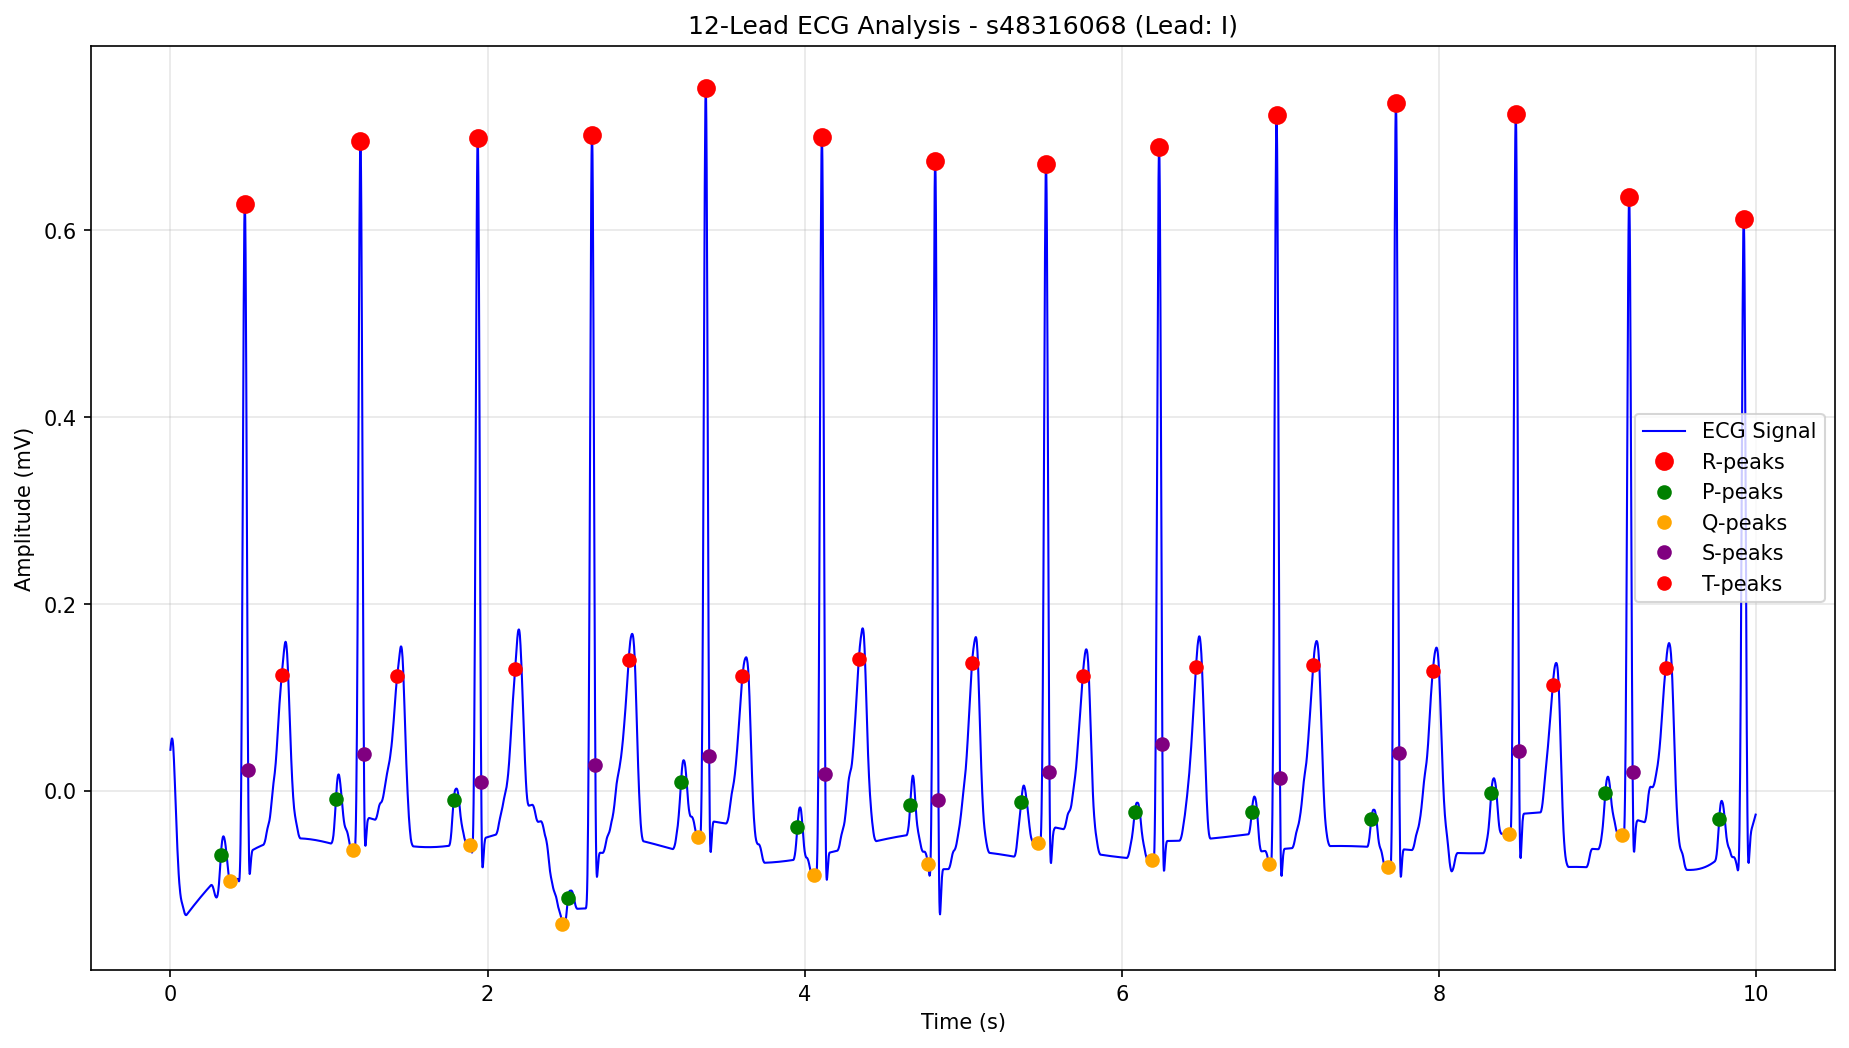 12-Lead ECG Analysis - s48316068 (Lead: I)
Amplitude (mV)
0.6
0.4
0.2
0.0
ECG Signal
R-peaks
P-peaks
Q-peaks
S-peaks
T-peaks
0 2 4 6 8 10
Time (s)